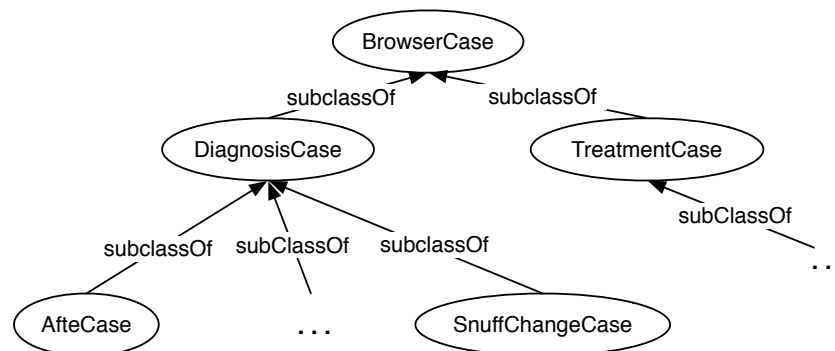 BrowserCase
subclassOf subclassOf
DiagnosisCase TreatmentCase
subClassOf
subclassOf subClassOf subclassOf
. .
AfteCase . . . SnuffChangeCase